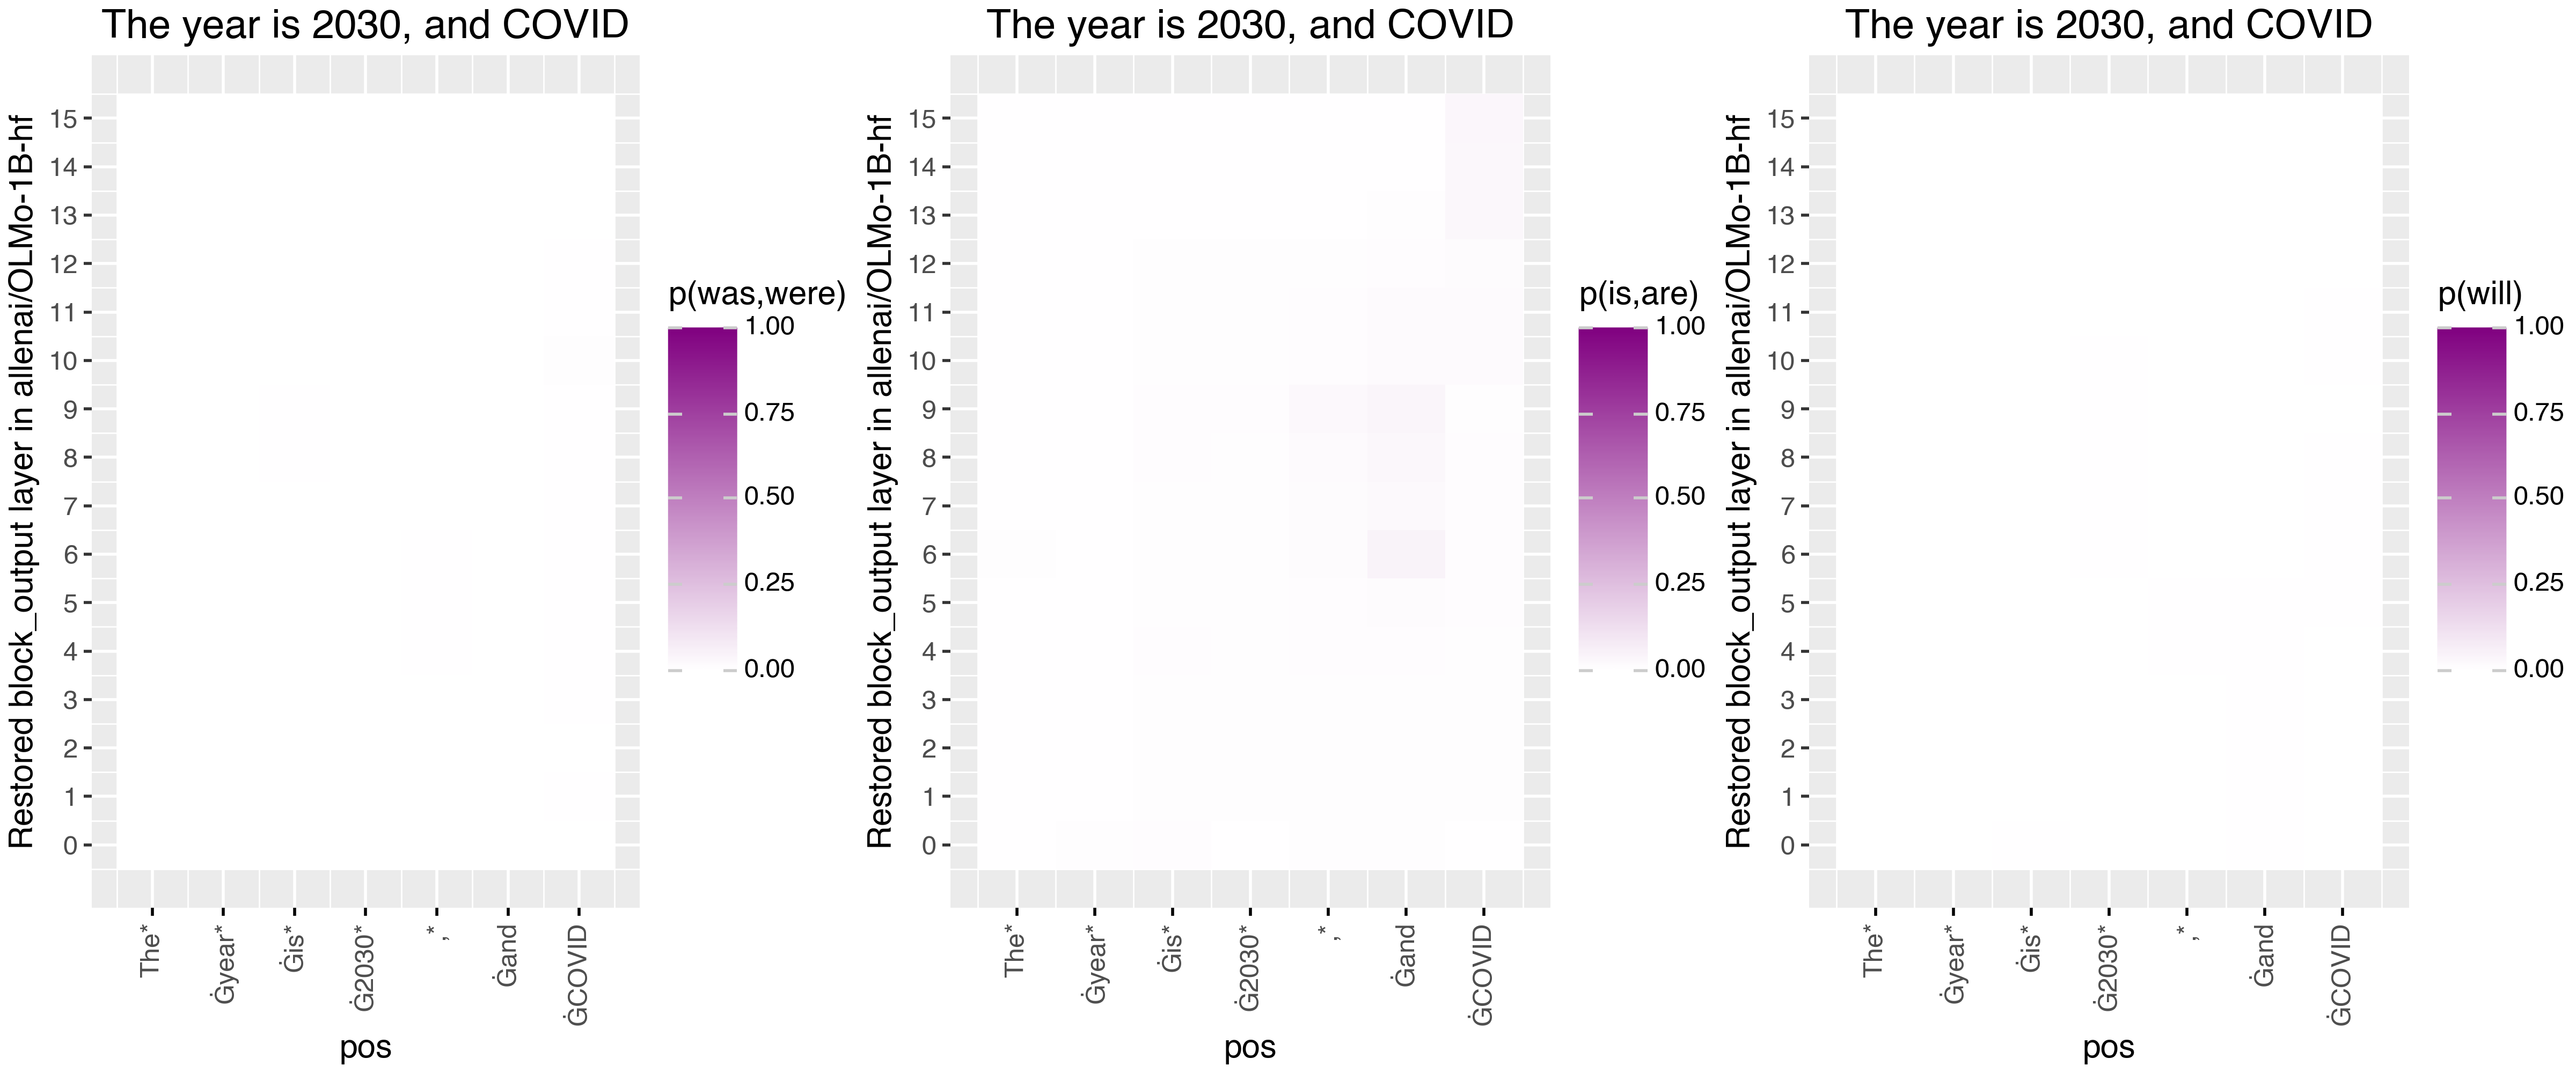 The year is 2030, and COVID
Restored block_output layer in allenai/OLMo-1B-hf
15
14
13
12
11
10
9
8
7
6
5
4
3
2
1
0
The*
Ġyear*
Ġis*
Ġ2030*
,*
Ġand
ĠCOVID
pos
p(was,were)
1.00
0.75
0.50
0.25
0.00
The year is 2030, and COVID
Restored block_output layer in allenai/OLMo-1B-hf
15
14
13
12
11
10
9
8
7
6
5
4
3
2
1
0
The*
Ġyear*
Ġis*
Ġ2030*
,*
Ġand
ĠCOVID
pos
p(is,are)
1.00
0.75
0.50
0.25
0.00
The year is 2030, and COVID
Restored block_output layer in allenai/OLMo-1B-hf
15
14
13
12
11
10
9
8
7
6
5
4
3
2
1
0
The*
Ġyear*
Ġis*
Ġ2030*
,*
Ġand
ĠCOVID
pos
p(will)
1.00
0.75
0.50
0.25
0.00